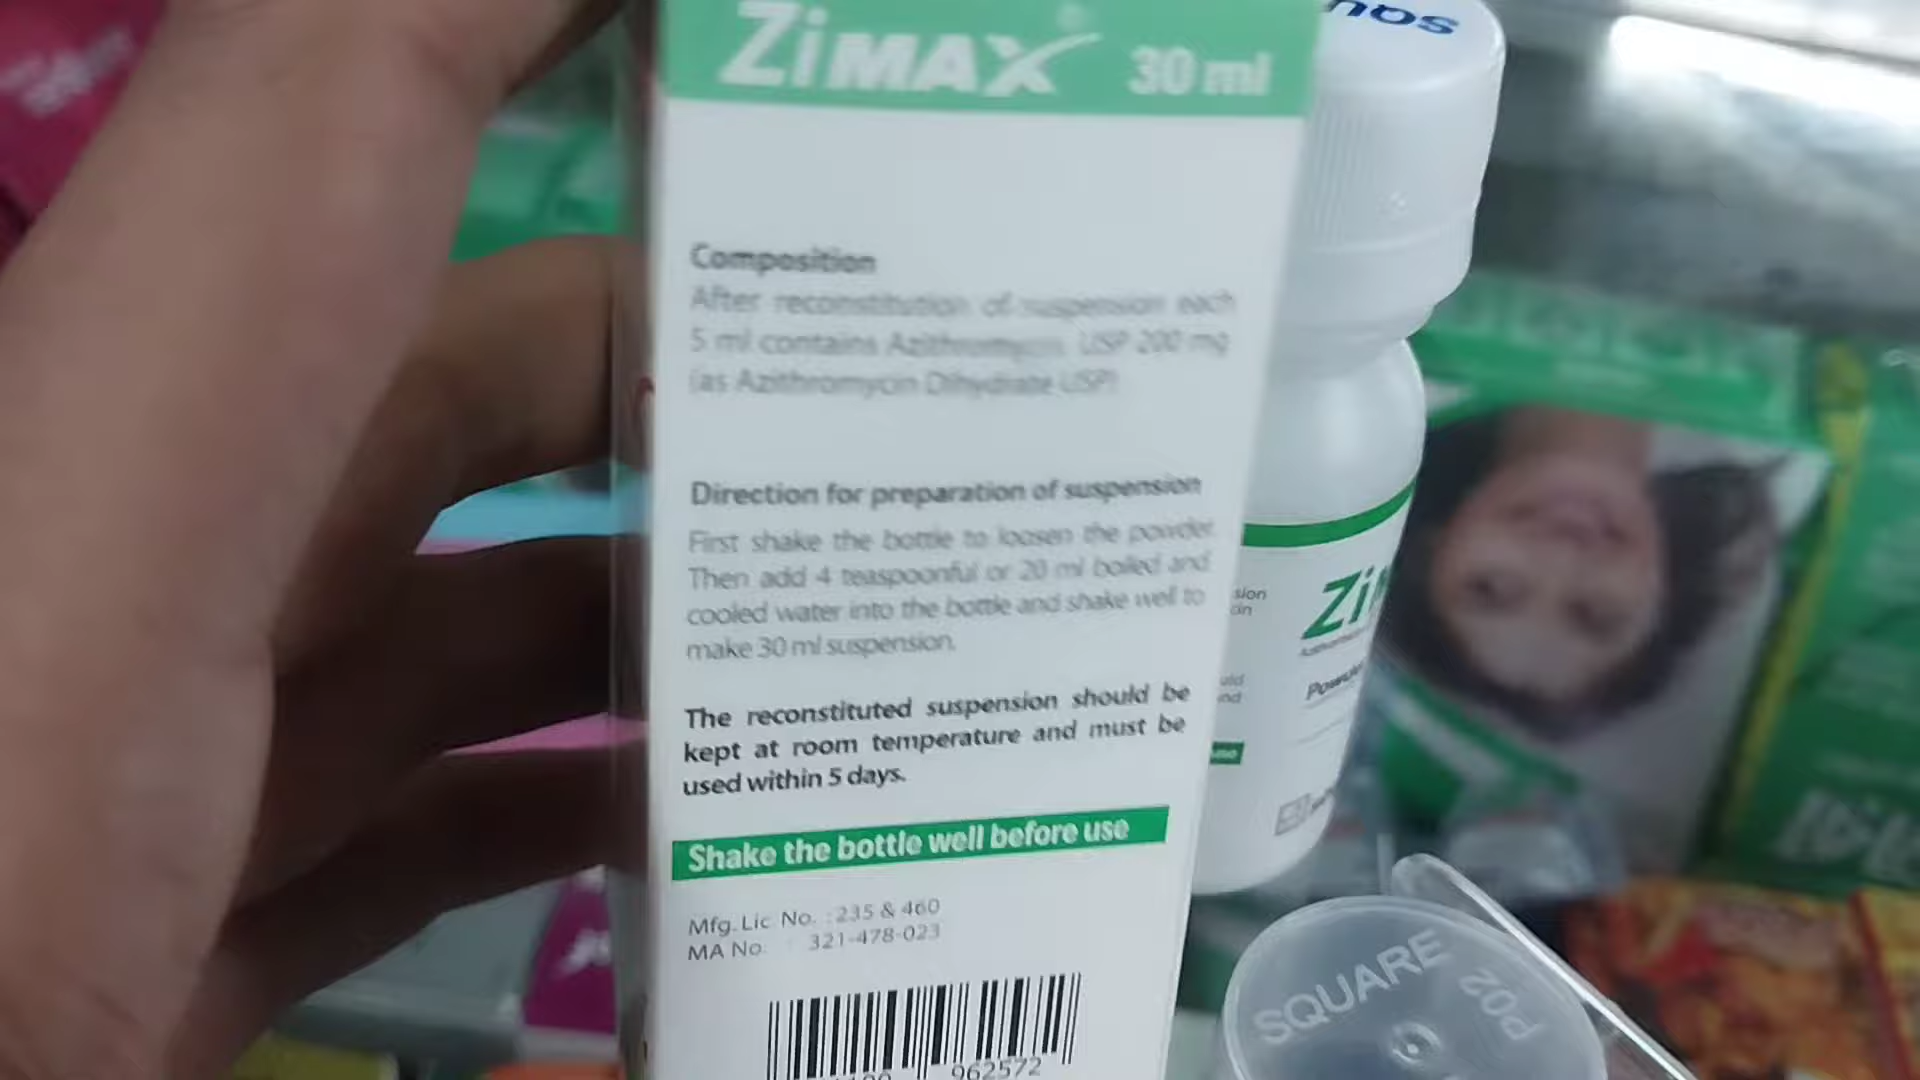 ZiMAX 30 ml
Composition
After reconstitution of suspension each
5 ml contains Azithromycin USP 200 mg
(as Azithromycin Dihydrate USP)
Direction for preparation of suspension
First shake the bottle to loosen the powder.
Then add 4 teaspoonful or 20 ml boiled and
cooled water into the bottle and shake well to
make 30 ml suspension.
The reconstituted suspension should be
kept at room temperature and must be
used within 5 days.
Shake the bottle well before use
Mfg. Lic No. : 235 & 460
MA No. : 321-478-023
962572
SQUARE
P02